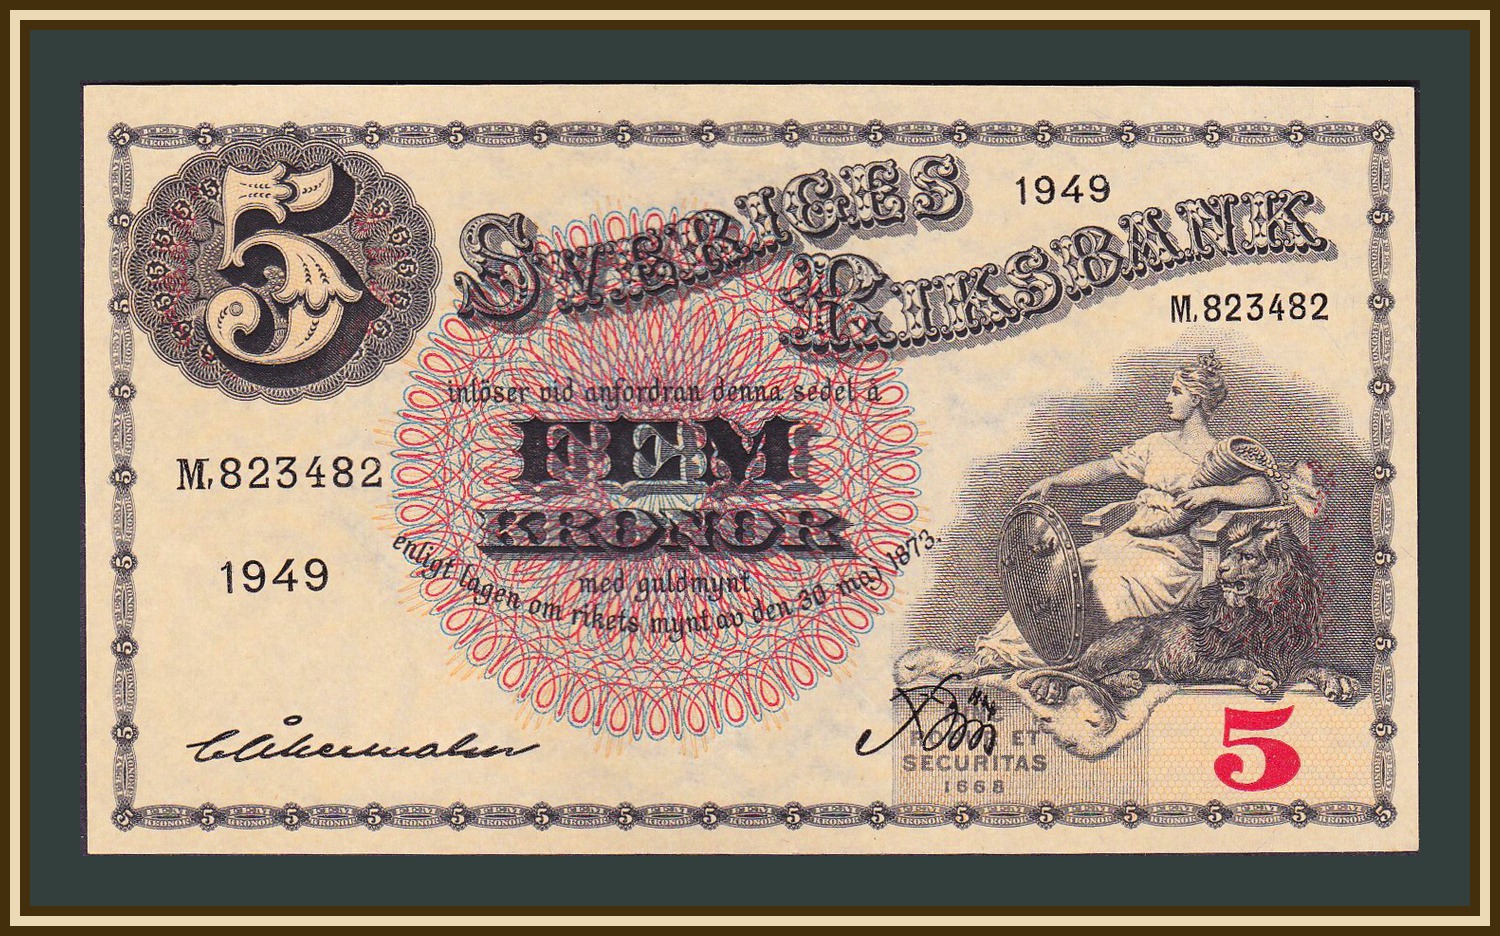 5
SVERIGES
RIKSBANK
1949
M.823482
inlöser vid anfordran denna sedel å
FEM
KRONOR
med guldmynt
enligt lagen om rikets mynt av den 30 maj 1873.
M.823482
1949
ET
SECURITAS
1668
5